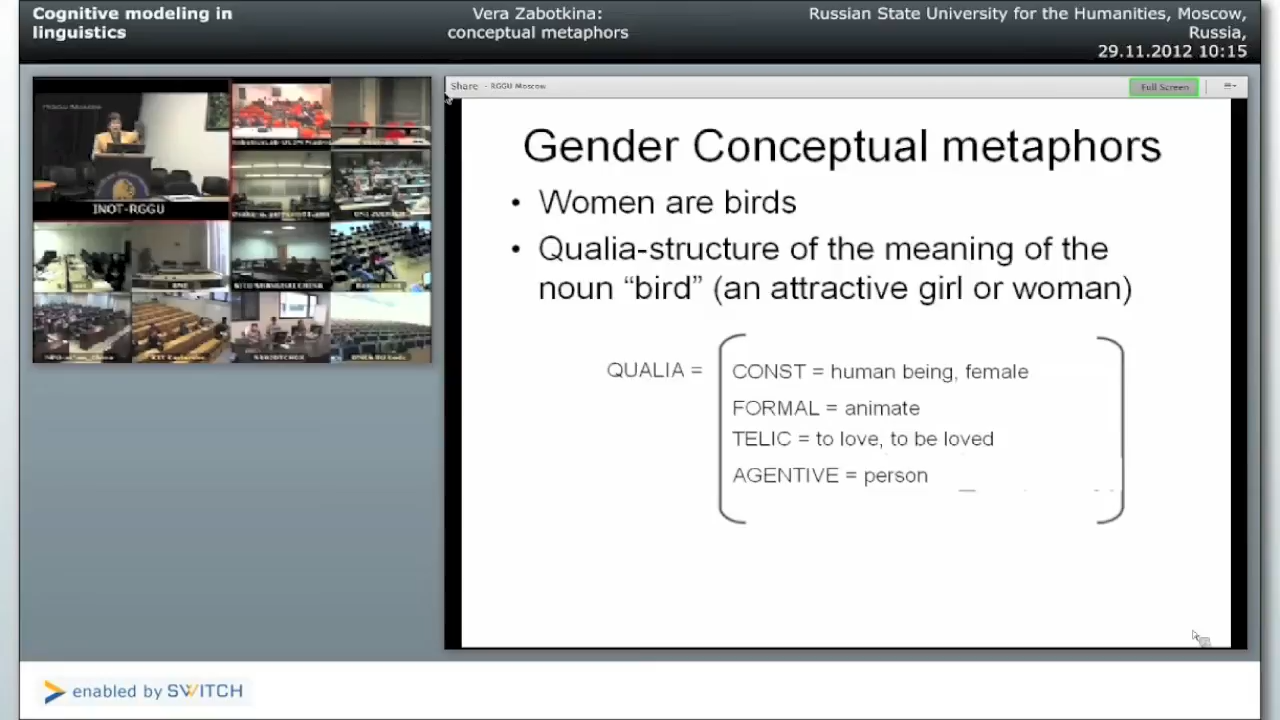 Cognitive modeling in
linguistics
Vera Zabotkina:
conceptual metaphors
Russian State University for the Humanities, Moscow,
Russia,
29.11.2012 10:15
Share - RGGU Moscow
Full Screen
INOT-RGGU
Gender Conceptual metaphors
• Women are birds
• Qualia-structure of the meaning of the
noun “bird” (an attractive girl or woman)
QUALIA =
CONST = human being, female
FORMAL = animate
TELIC = to love, to be loved
AGENTIVE = person
enabled by SWITCH